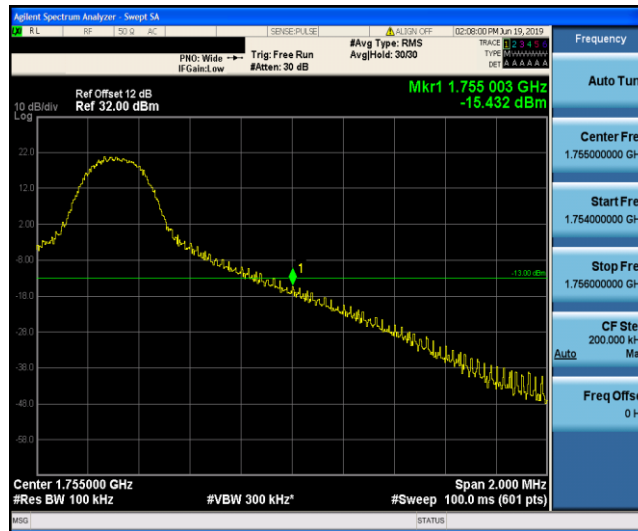 Agilent Spectrum Analyzer - Swept SA
RL RF 50 Ω AC SENSE:PULSE ALIGN OFF 02:08:00 PM Jun 19, 2019
PNO: Wide IFGain:Low
Trig: Free Run #Atten: 30 dB
#Avg Type: RMS Avg|Hold: 30/30
TRACE 1 2 3 4 5 6
TYPE M
DET A A A A A A
Mkr1 1.755 003 GHz
-15.432 dBm
Ref Offset 12 dB
10 dB/div Ref 32.00 dBm
Log
22.0
12.0
2.00
-8.00
-18.0
-28.0
-38.0
-48.0
-58.0
1
-13.00 dBm
Center 1.755000 GHz Span 2.000 MHz
#Res BW 100 kHz #VBW 300 kHz* #Sweep 100.0 ms (601 pts)
MSG STATUS
Frequency
Auto Tun
Center Fre
1.755000000 GH
Start Fre
1.754000000 GH
Stop Fre
1.756000000 GH
CF Ste
200.000 kH
Auto Ma
Freq Offse
0 H